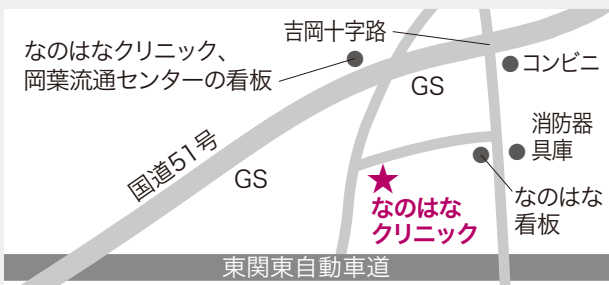 吉岡十字路
なのはなクリニック、
岡葉流通センターの看板
コンビニ
GS
消防器
具庫
国道51号
GS
なのはな
クリニック
なのはな
看板
東関東自動車道